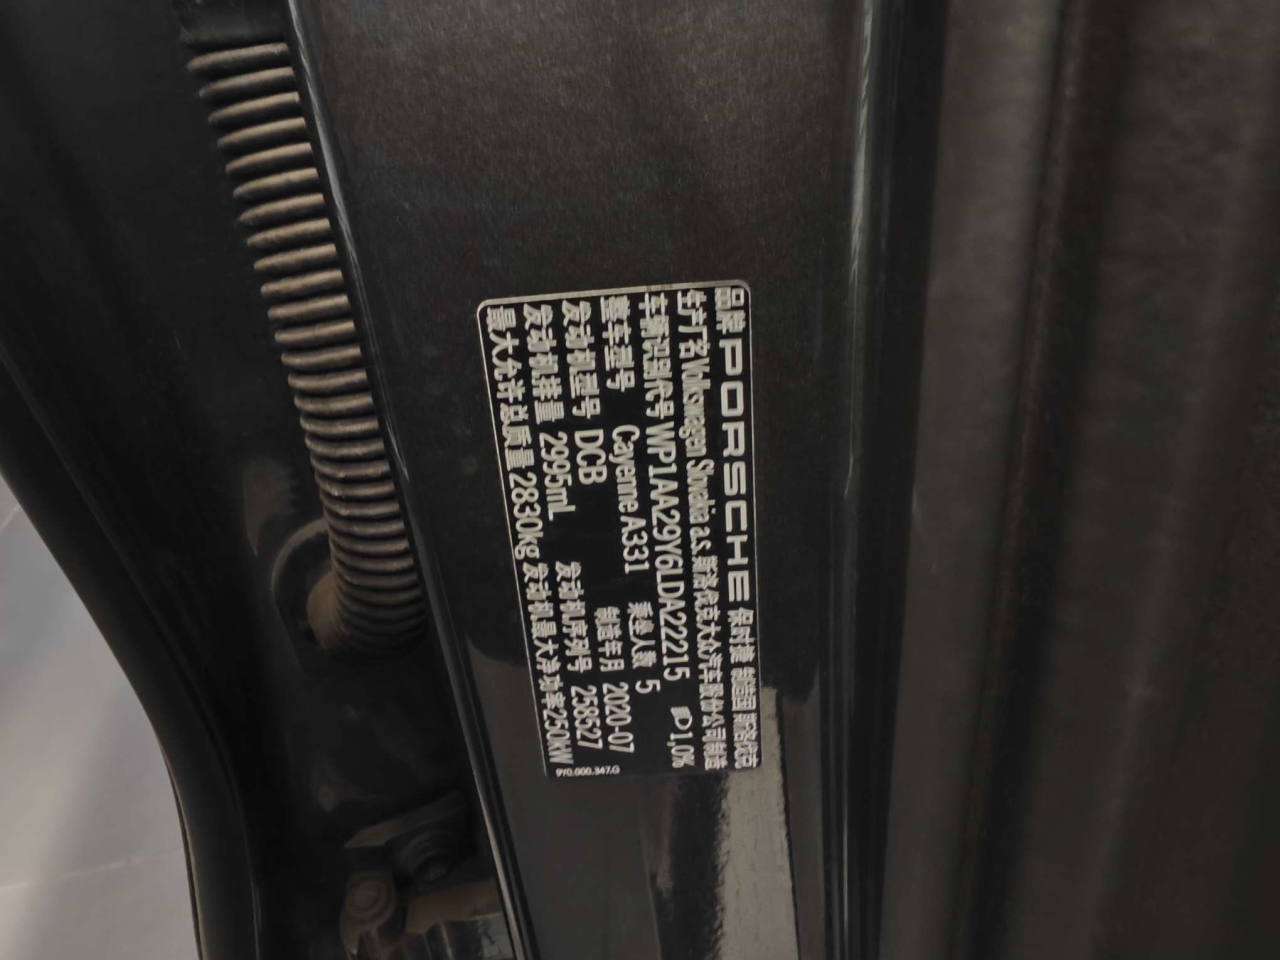 品牌 PORSCHE 保时捷 制造国 斯洛伐克
生产厂名 Volkswagen Slovakia a.s. 斯洛伐克大众汽车股份公司制造
车辆识别代号 WP1AA29Y6LDA22215 1,0%
整车型号 Cayenne A331 乘坐人数 5
发动机型号 DCB 制造年月 2020-07
发动机排量 2995mL 发动机序列号 258527
最大允许总质量 2830kg 发动机最大净功率250kW
9Y0.000.347.G